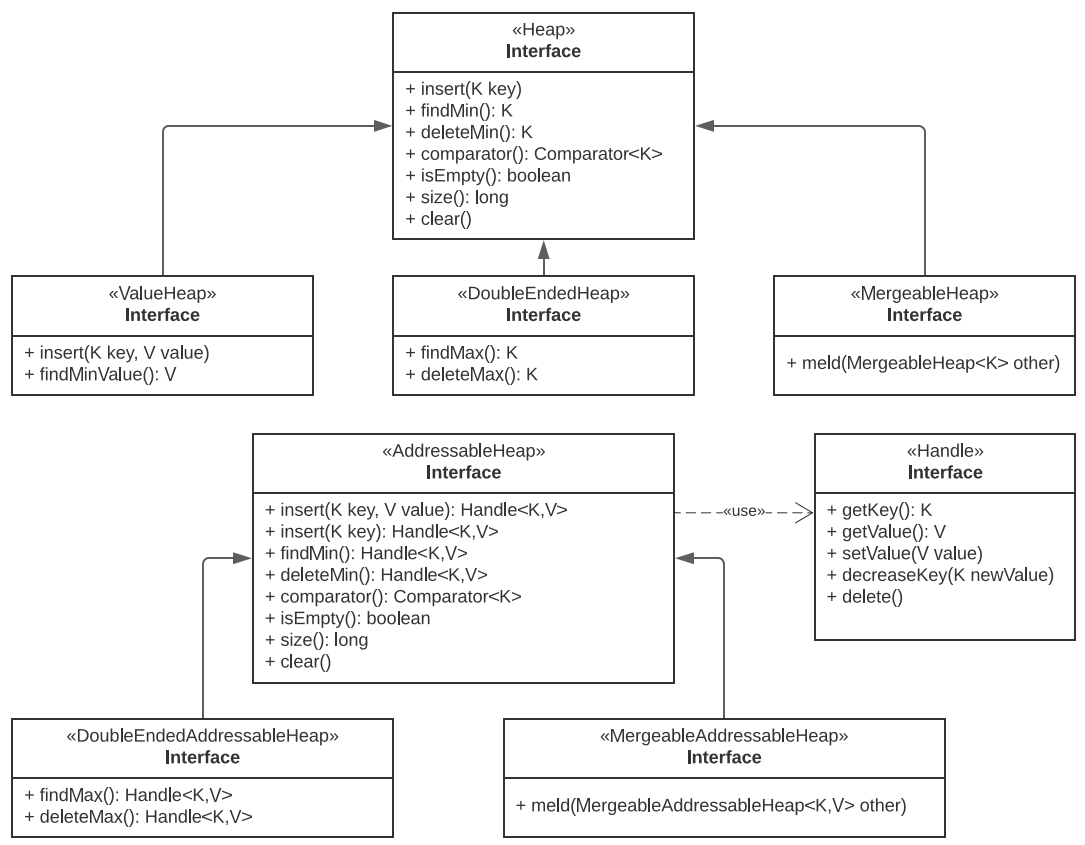 «Heap»
Interface
+ insert(K key)
+ findMin(): K
+ deleteMin(): K
+ comparator(): Comparator<K>
+ isEmpty(): boolean
+ size(): long
+ clear()
«ValueHeap»
Interface
+ insert(K key, V value)
+ findMinValue(): V
«DoubleEndedHeap»
Interface
+ findMax(): K
+ deleteMax(): K
«MergeableHeap»
Interface
+ meld(MergeableHeap<K> other)
«AddressableHeap»
Interface
+ insert(K key, V value): Handle<K,V>
+ insert(K key): Handle<K,V>
+ findMin(): Handle<K,V>
+ deleteMin(): Handle<K,V>
+ comparator(): Comparator<K>
+ isEmpty(): boolean
+ size(): long
+ clear()
«use»
«Handle»
Interface
+ getKey(): K
+ getValue(): V
+ setValue(V value)
+ decreaseKey(K newValue)
+ delete()
«DoubleEndedAddressableHeap»
Interface
+ findMax(): Handle<K,V>
+ deleteMax(): Handle<K,V>
«MergeableAddressableHeap»
Interface
+ meld(MergeableAddressableHeap<K,V> other)